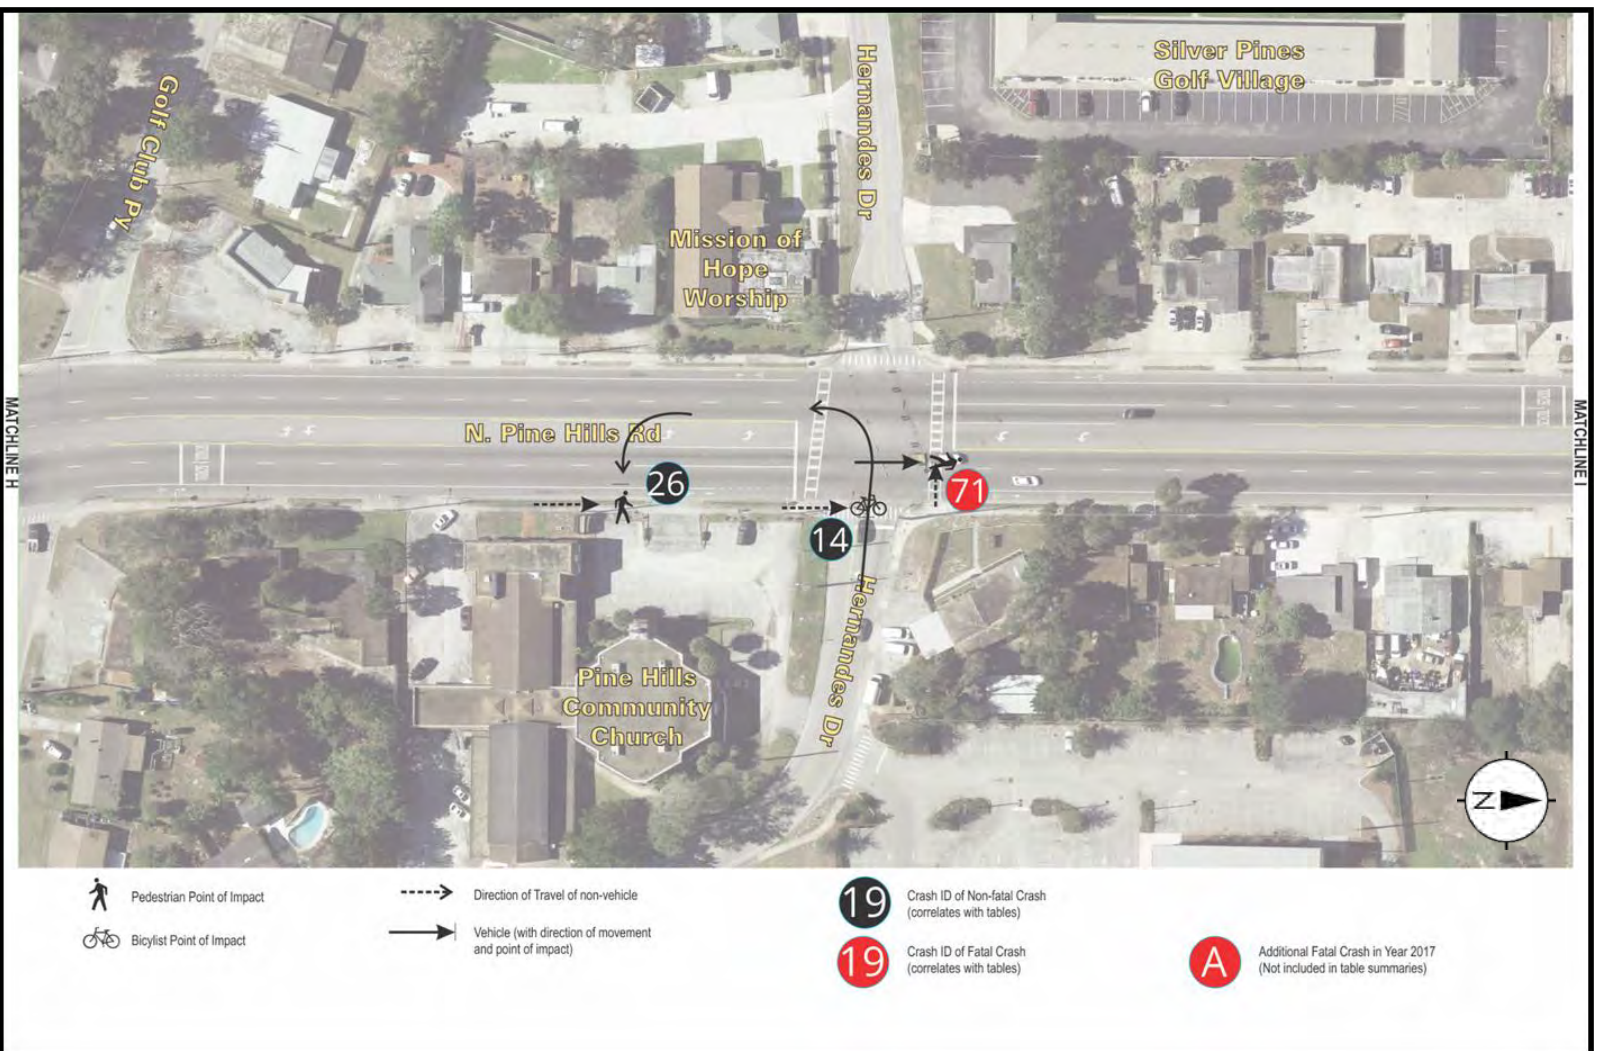 Silver Pines
Golf Village
Hernandes Dr
Golf Club Py
Mission of
Hope
Worship
MATCHLINE H
MATCHLINE I
N. Pine Hills Rd
26
71
14
Hernandes Dr
Pine Hills
Community
Church
N
Pedestrian Point of Impact
Bicylist Point of Impact
Direction of Travel of non-vehicle
Vehicle (with direction of movement
and point of impact)
19
Crash ID of Non-fatal Crash
(correlates with tables)
19
Crash ID of Fatal Crash
(correlates with tables)
A
Additional Fatal Crash in Year 2017
(Not included in table summaries)